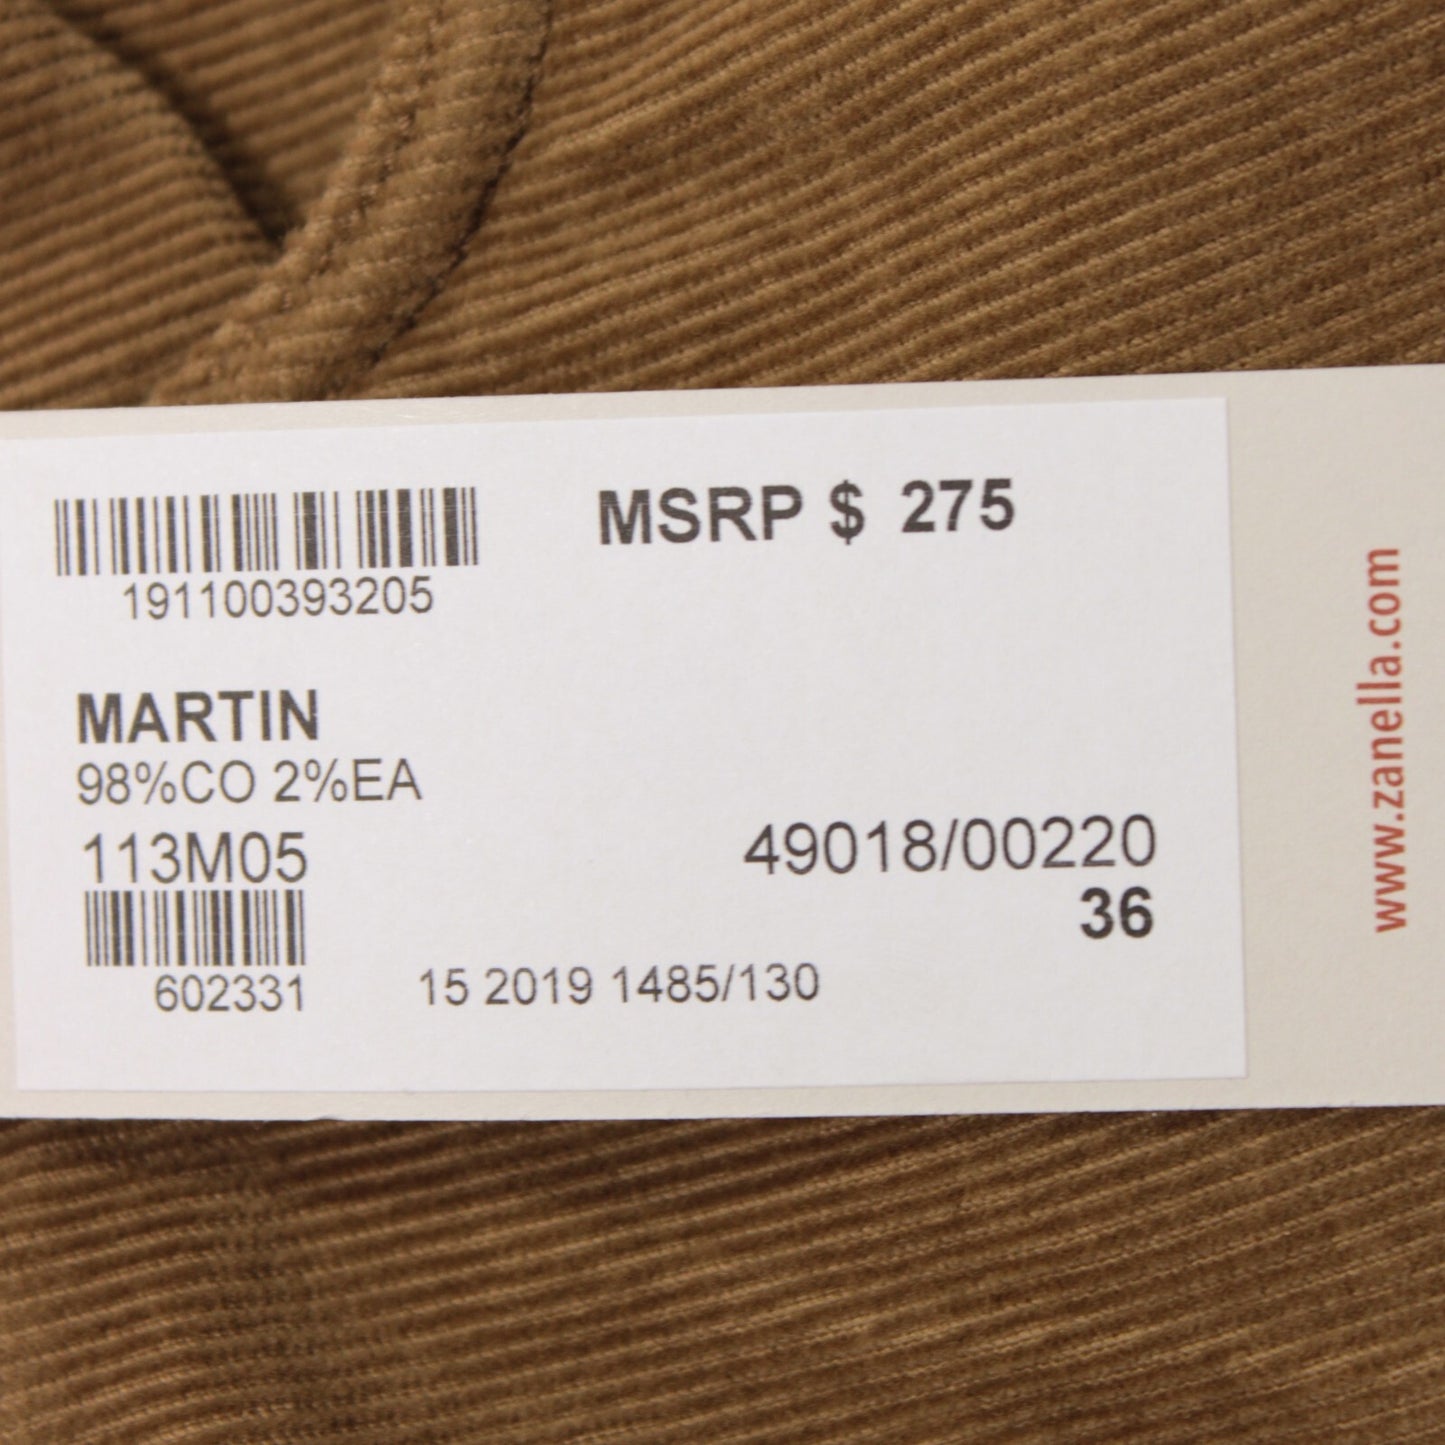 MSRP $ 275
191100393205
MARTIN
98%CO 2%EA
113M05
49018/00220
36
602331
15 2019 1485/130
www.zanella.com